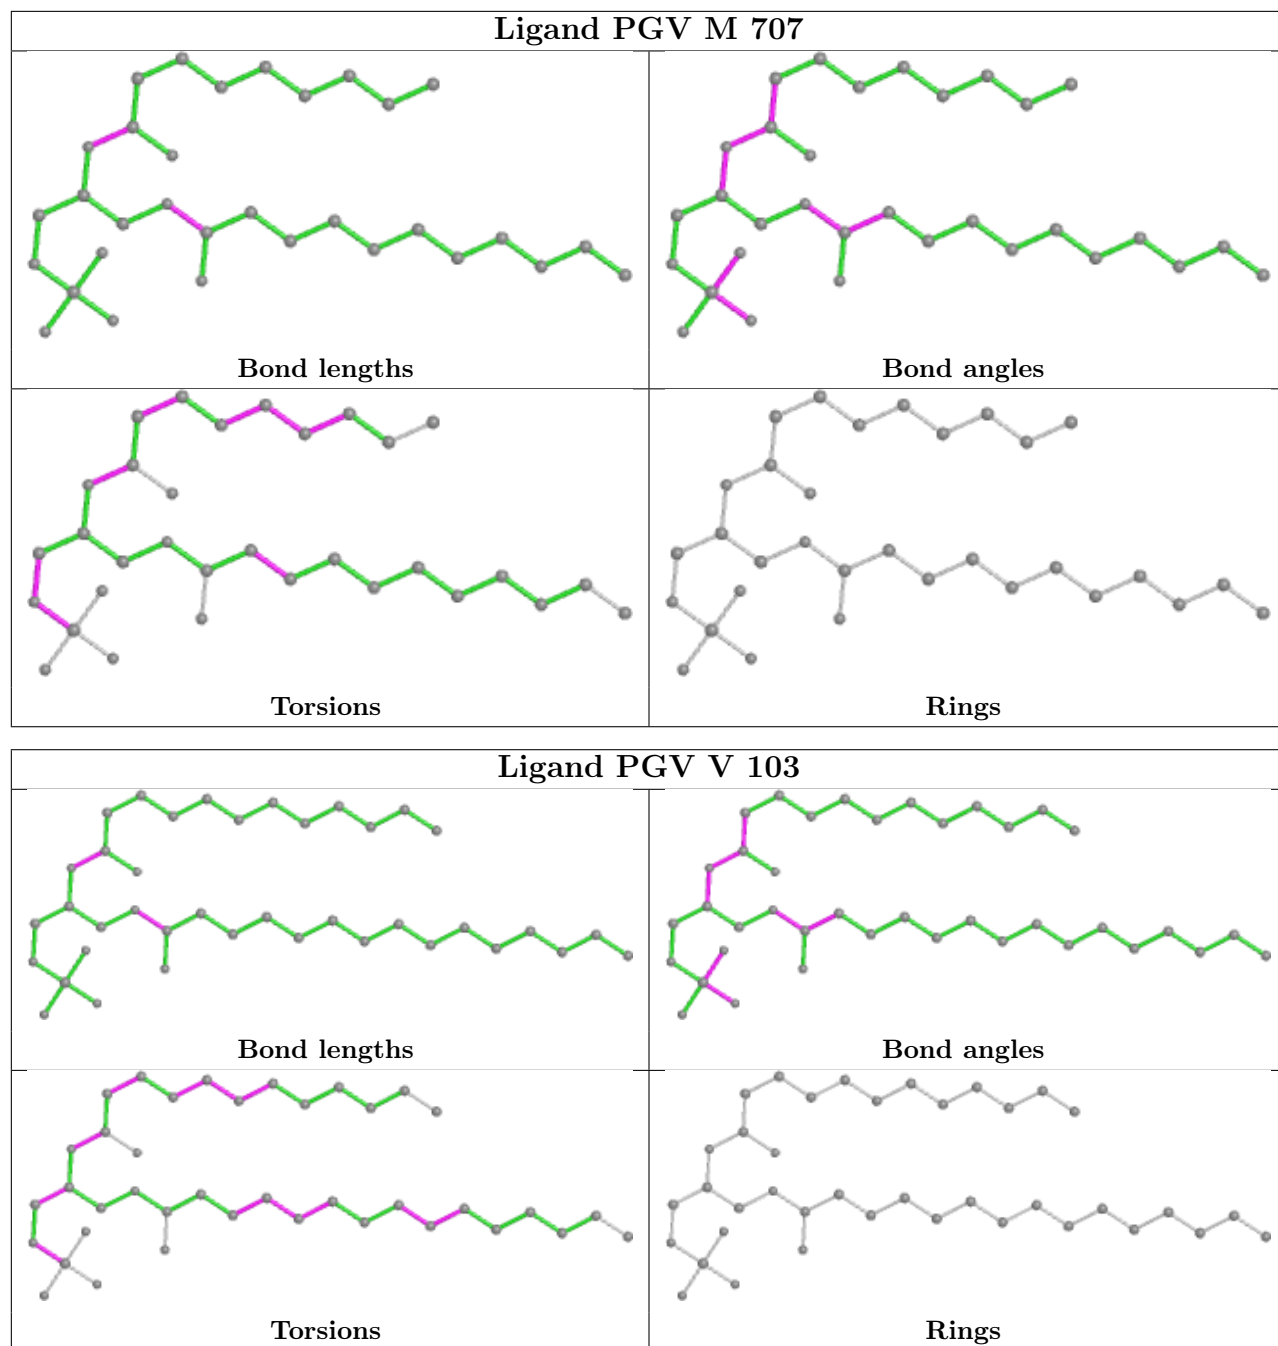 Ligand PGV M 707
Bond lengths
Bond angles
Torsions
Rings
Ligand PGV V 103
Bond lengths
Bond angles
Torsions
Rings